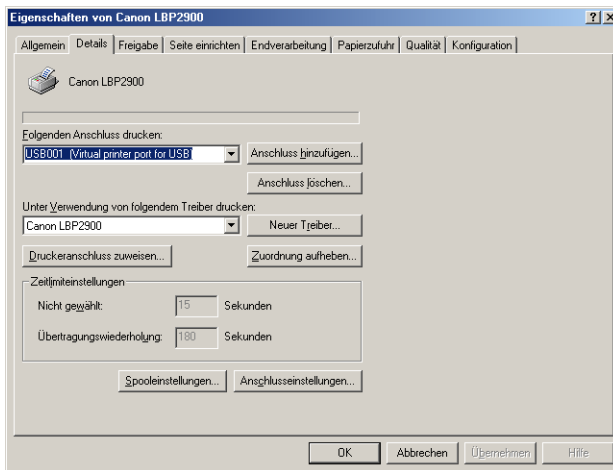 Eigenschaften von Canon LBP2900
Allgemein Details Freigabe Seite einrichten Endverarbeitung Papierzufuhr Qualität Konfiguration
Canon LBP2900
Folgenden Anschluss drucken:
USB001 (Virtual printer port for USB) Anschluss hinzufügen...
Anschluss löschen...
Unter Verwendung von folgendem Treiber drucken:
Canon LBP2900 Neuer Treiber...
Druckeranschluss zuweisen... Zuordnung aufheben...
Zeitlimiteinstellungen
Nicht gewählt: 15 Sekunden
Übertragungswiederholung: 180 Sekunden
Spooleinstellungen... Anschlusseinstellungen...
OK Abbrechen Übernehmen Hilfe